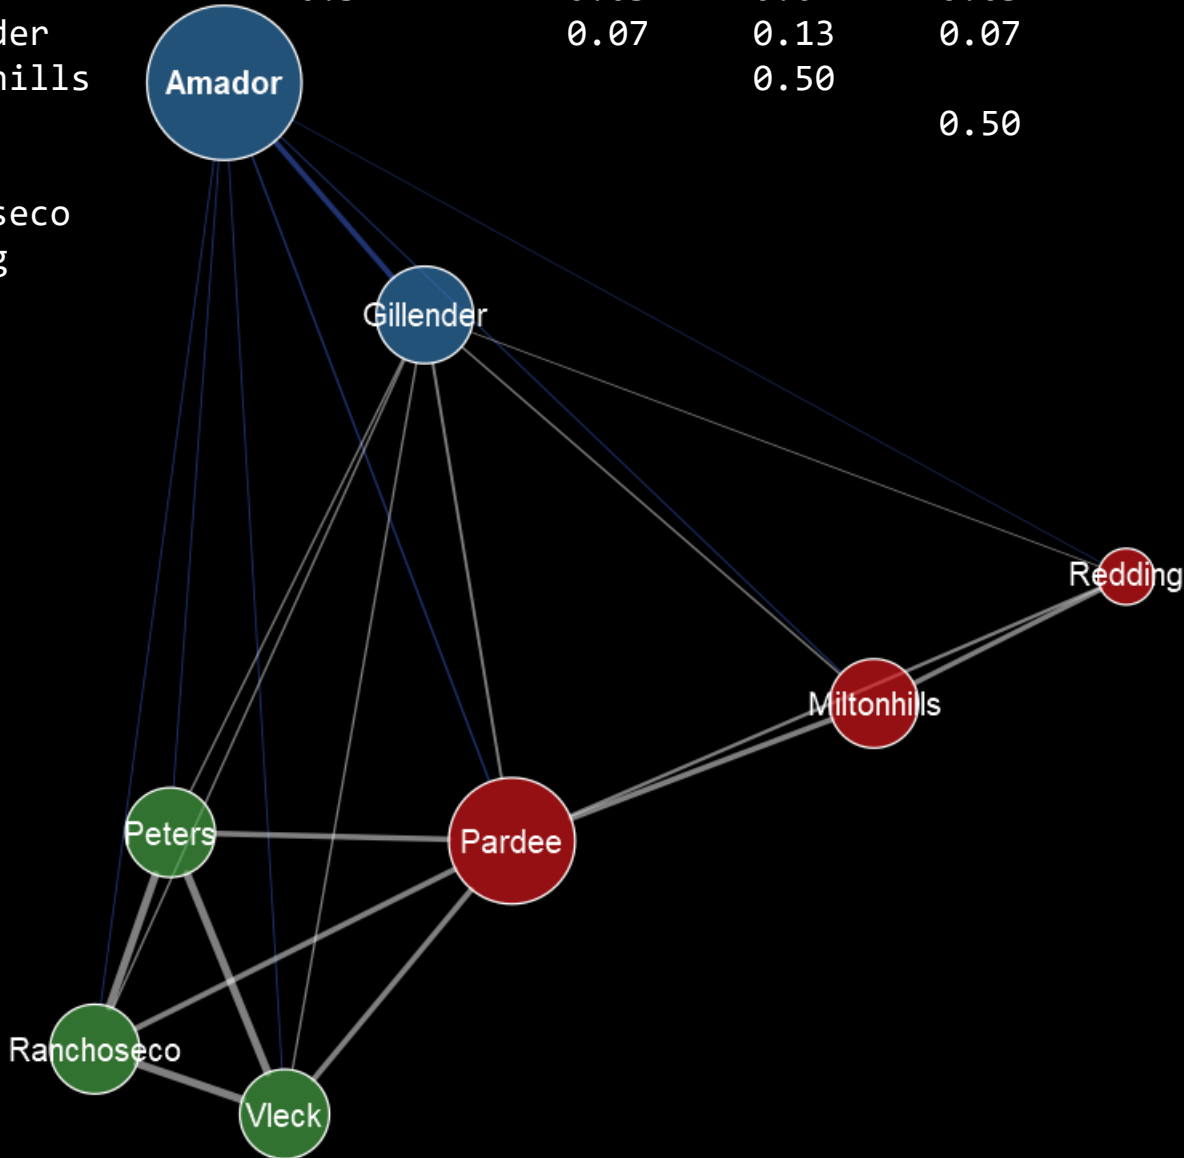 der 0.07 0.13 0.07
hills 0.50
0.50
seco
g
Amador
Gillender
Redding
Miltonhills
Peters
Pardee
Ranchoseco
Vleck